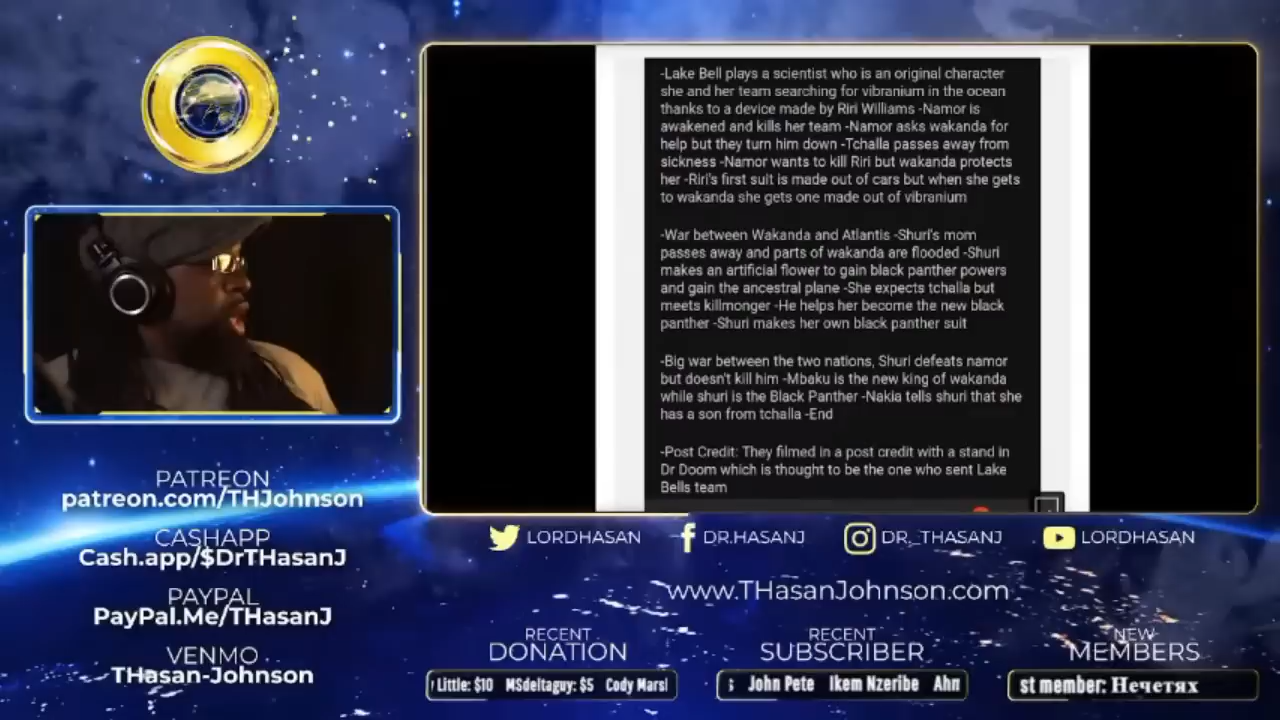 -Lake Bell plays a scientist who is an original character
she and her team searching for vibranium in the ocean
thanks to a device made by Riri Williams -Namor is
awakened and kills her team -Namor asks wakanda for
help but they turn him down -Tchalla passes away from
sickness -Namor wants to kill Riri but wakanda protects
her -Riri's first suit is made out of cars but when she gets
to wakanda she gets one made out of vibranium
-War between Wakanda and Atlantis -Shuri's mom
passes away and parts of wakanda are flooded -Shuri
makes an artificial flower to gain black panther powers
and gain the ancestral plane -She expects tchalla but
meets killmonger -He helps her become the new black
panther -Shuri makes her own black panther suit
-Big war between the two nations, Shuri defeats namor
but doesn't kill him -Mbaku is the new king of wakanda
while shuri is the Black Panther -Nakia tells shuri that she
has a son from tchalla -End
-Post Credit: They filmed in a post credit with a stand in
Dr Doom which is thought to be the one who sent Lake
Bells team
PATREON
patreon.com/THJohnson
CASHAPP
Cash.app/$DrTHasanJ
PAYPAL
PayPal.Me/THasanJ
VENMO
THasan-Johnson
LORDHASAN
DR.HASANJ
DR._THASANJ
LORDHASAN
www.THasanJohnson.com
RECENT
DONATION
Little: $10 MSdeltaguy: $5 Cody Marsl
RECENT
SUBSCRIBER
; John Pete Ikem Nzeribe Ahn
NEW
MEMBERS
st member: Нечетях